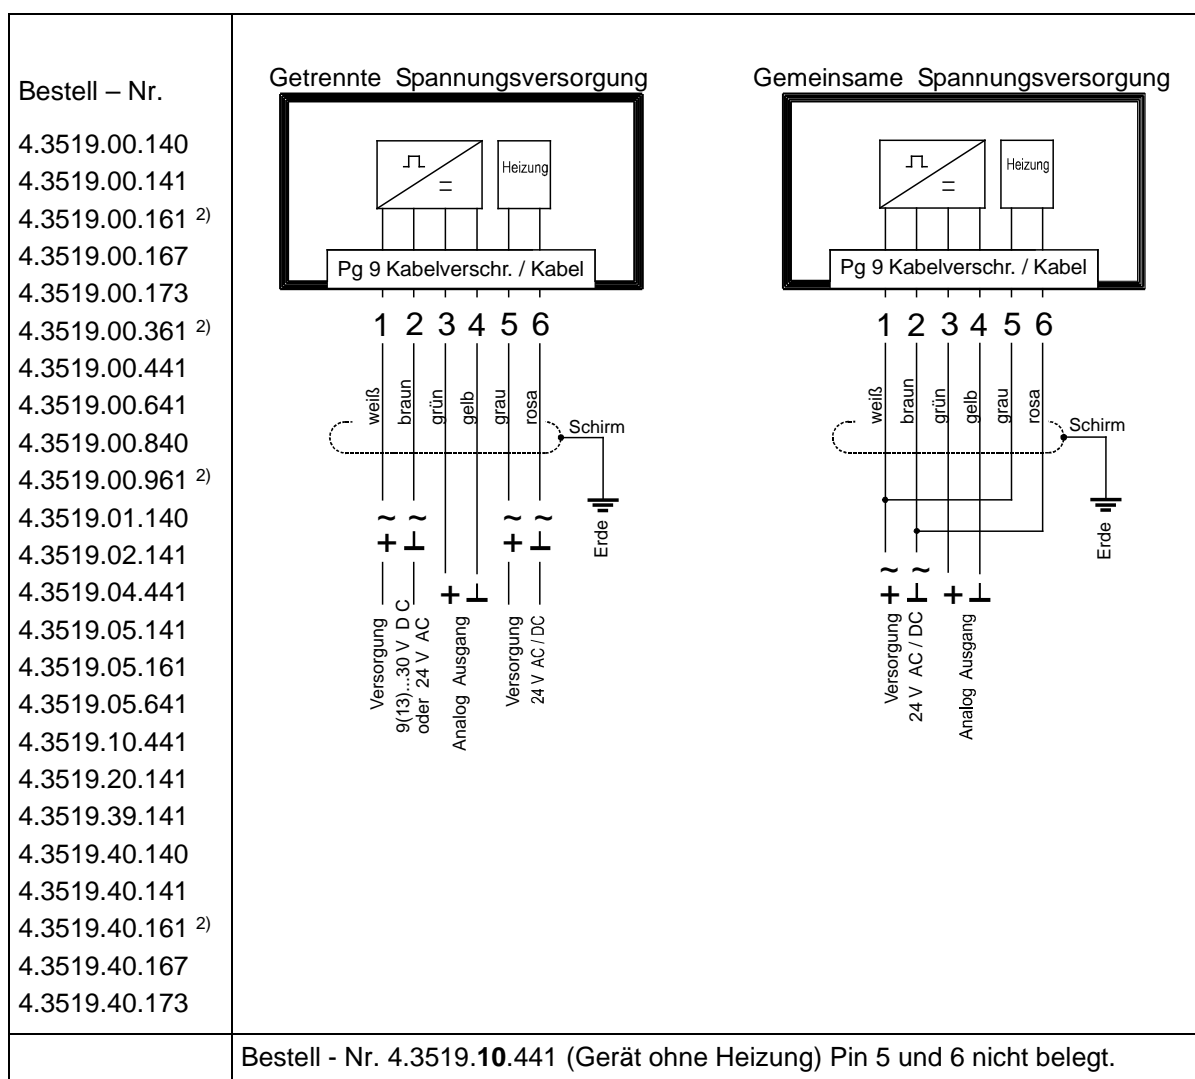 Bestell – Nr.
4.3519.00.140
4.3519.00.141
4.3519.00.161 2)
4.3519.00.167
4.3519.00.173
4.3519.00.361 2)
4.3519.00.441
4.3519.00.641
4.3519.00.840
4.3519.00.961 2)
4.3519.01.140
4.3519.02.141
4.3519.04.441
4.3519.05.141
4.3519.05.161
4.3519.05.641
4.3519.10.441
4.3519.20.141
4.3519.39.141
4.3519.40.140
4.3519.40.141
4.3519.40.161 2)
4.3519.40.167
4.3519.40.173
Getrennte Spannungsversorgung
Heizung
Pg 9 Kabelverschr. / Kabel
1 2 3 4 5 6
weiß
braun
grün
gelb
grau
rosa
Schirm
Erde
~ ~ ~ ~
+ ⊥ + ⊥
+ ⊥
Versorgung
9(13)...30 V DC
oder 24 V AC
Analog Ausgang
Versorgung
24 V AC / DC
Gemeinsame Spannungsversorgung
Heizung
Pg 9 Kabelverschr. / Kabel
1 2 3 4 5 6
weiß
braun
grün
gelb
grau
rosa
Schirm
Erde
~ ~
+ ⊥ + ⊥
Versorgung
24 V AC / DC
Analog Ausgang
Bestell - Nr. 4.3519.10.441 (Gerät ohne Heizung) Pin 5 und 6 nicht belegt.